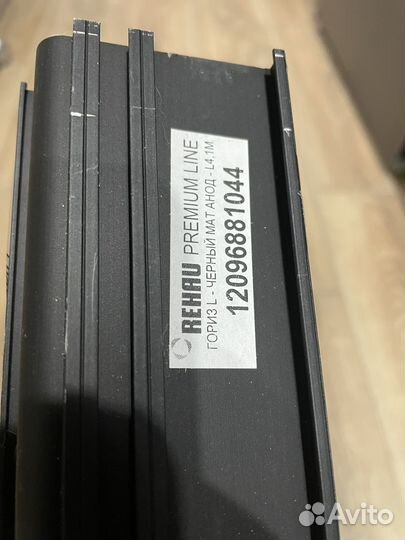 REHAU PREMIUM LINE
ГОРИЗ L - ЧЕРНЫЙ МАТ АНОД - L4,1М
12096881044
Avito